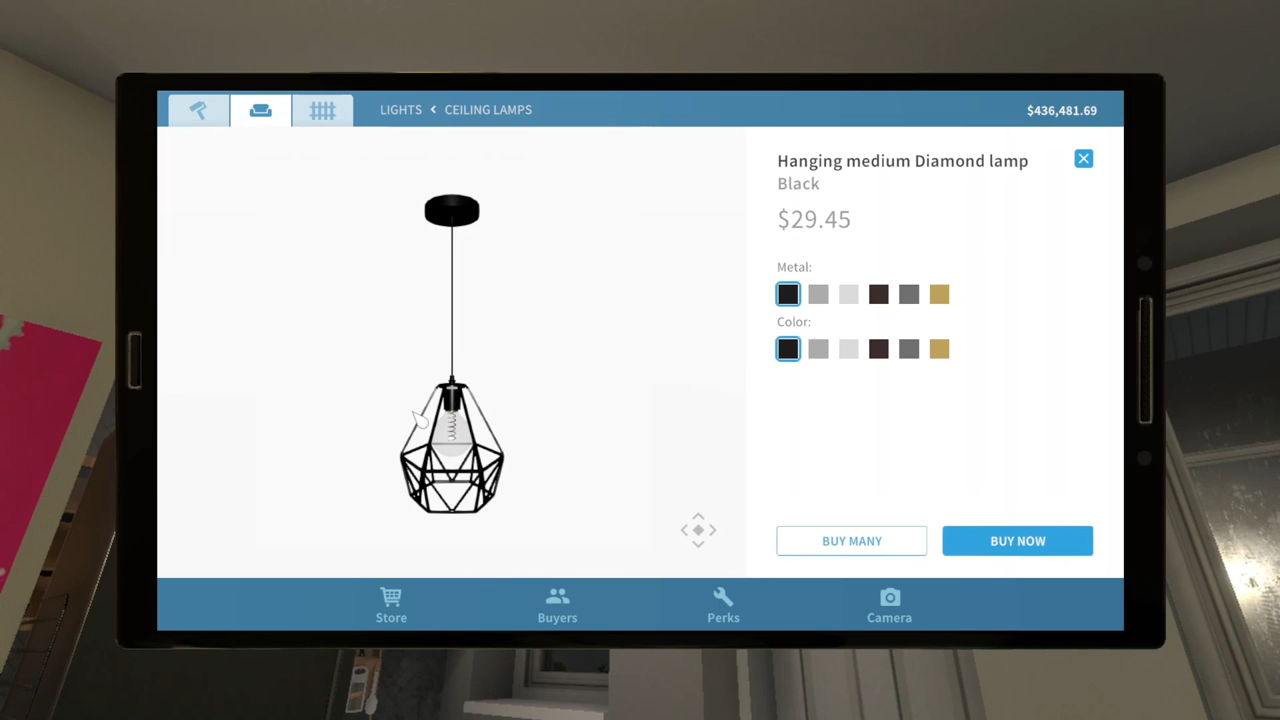 LIGHTS < CEILING LAMPS
$436,481.69
Hanging medium Diamond lamp
Black
$29.45
Metal:
Color:
BUY MANY
BUY NOW
Store
Buyers
Perks
Camera